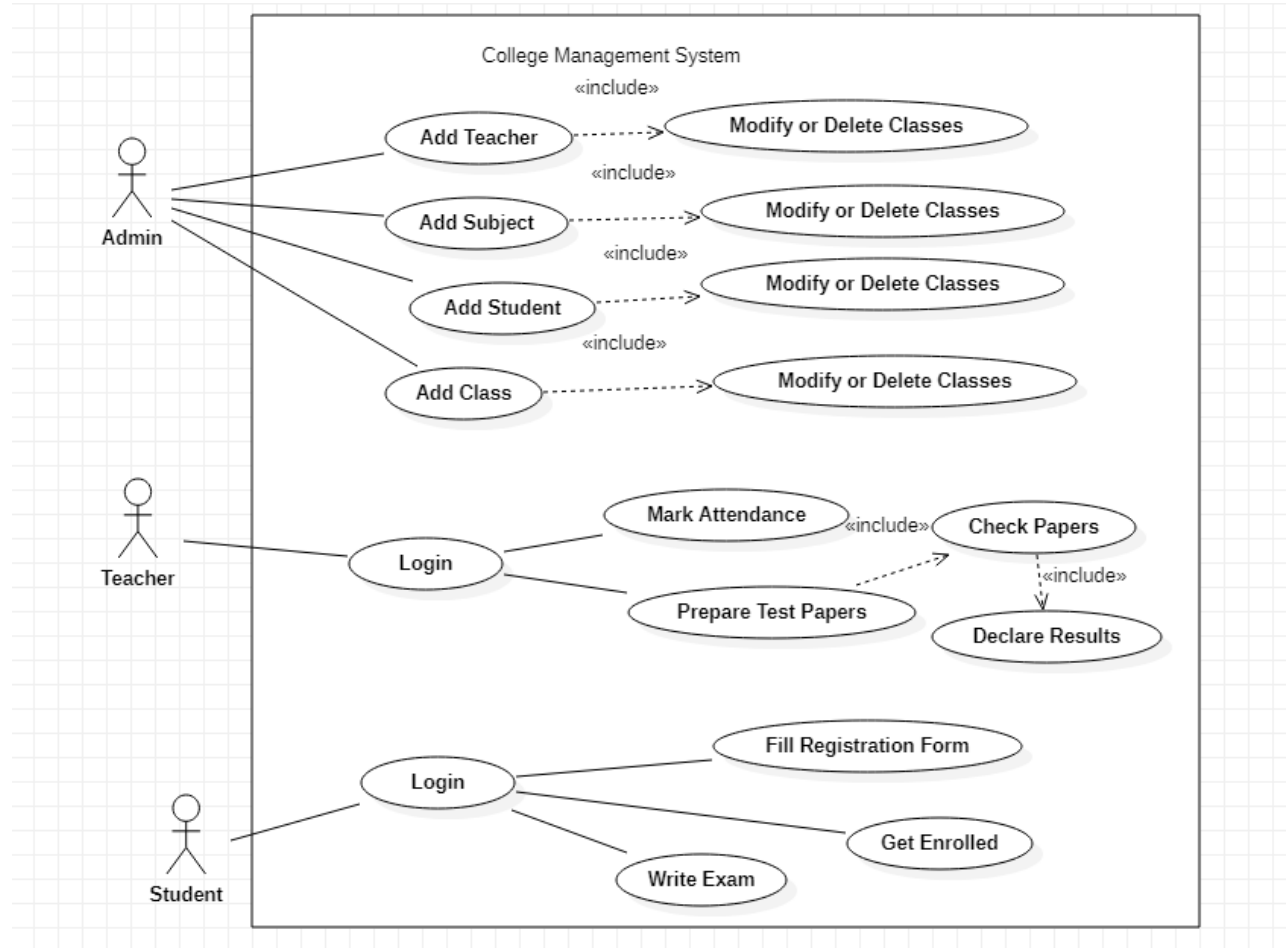 College Management System
«include»
Add Teacher
Modify or Delete Classes
«include»
Add Subject
Modify or Delete Classes
Admin
«include»
Add Student
Modify or Delete Classes
«include»
Add Class
Modify or Delete Classes
Mark Attendance
«include»
Check Papers
Teacher
Login
«include»
Prepare Test Papers
Declare Results
Fill Registration Form
Login
Get Enrolled
Write Exam
Student